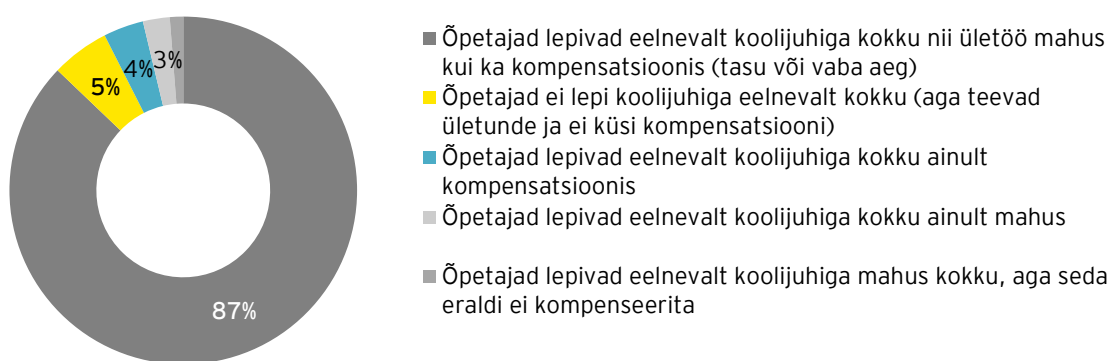 3%
4%
5%
87%
Õpetajad lepivad eelnevalt koolijuhiga kokku nii ületöö mahus
kui ka kompensatsioonis (tasu või vaba aeg)
Õpetajad ei lepi koolijuhiga eelnevalt kokku (aga teevad
ületunde ja ei küsi kompensatsiooni)
Õpetajad lepivad eelnevalt koolijuhiga kokku ainult
kompensatsioonis
Õpetajad lepivad eelnevalt koolijuhiga kokku ainult mahus
Õpetajad lepivad eelnevalt koolijuhiga mahus kokku, aga seda
eraldi ei kompenseerita